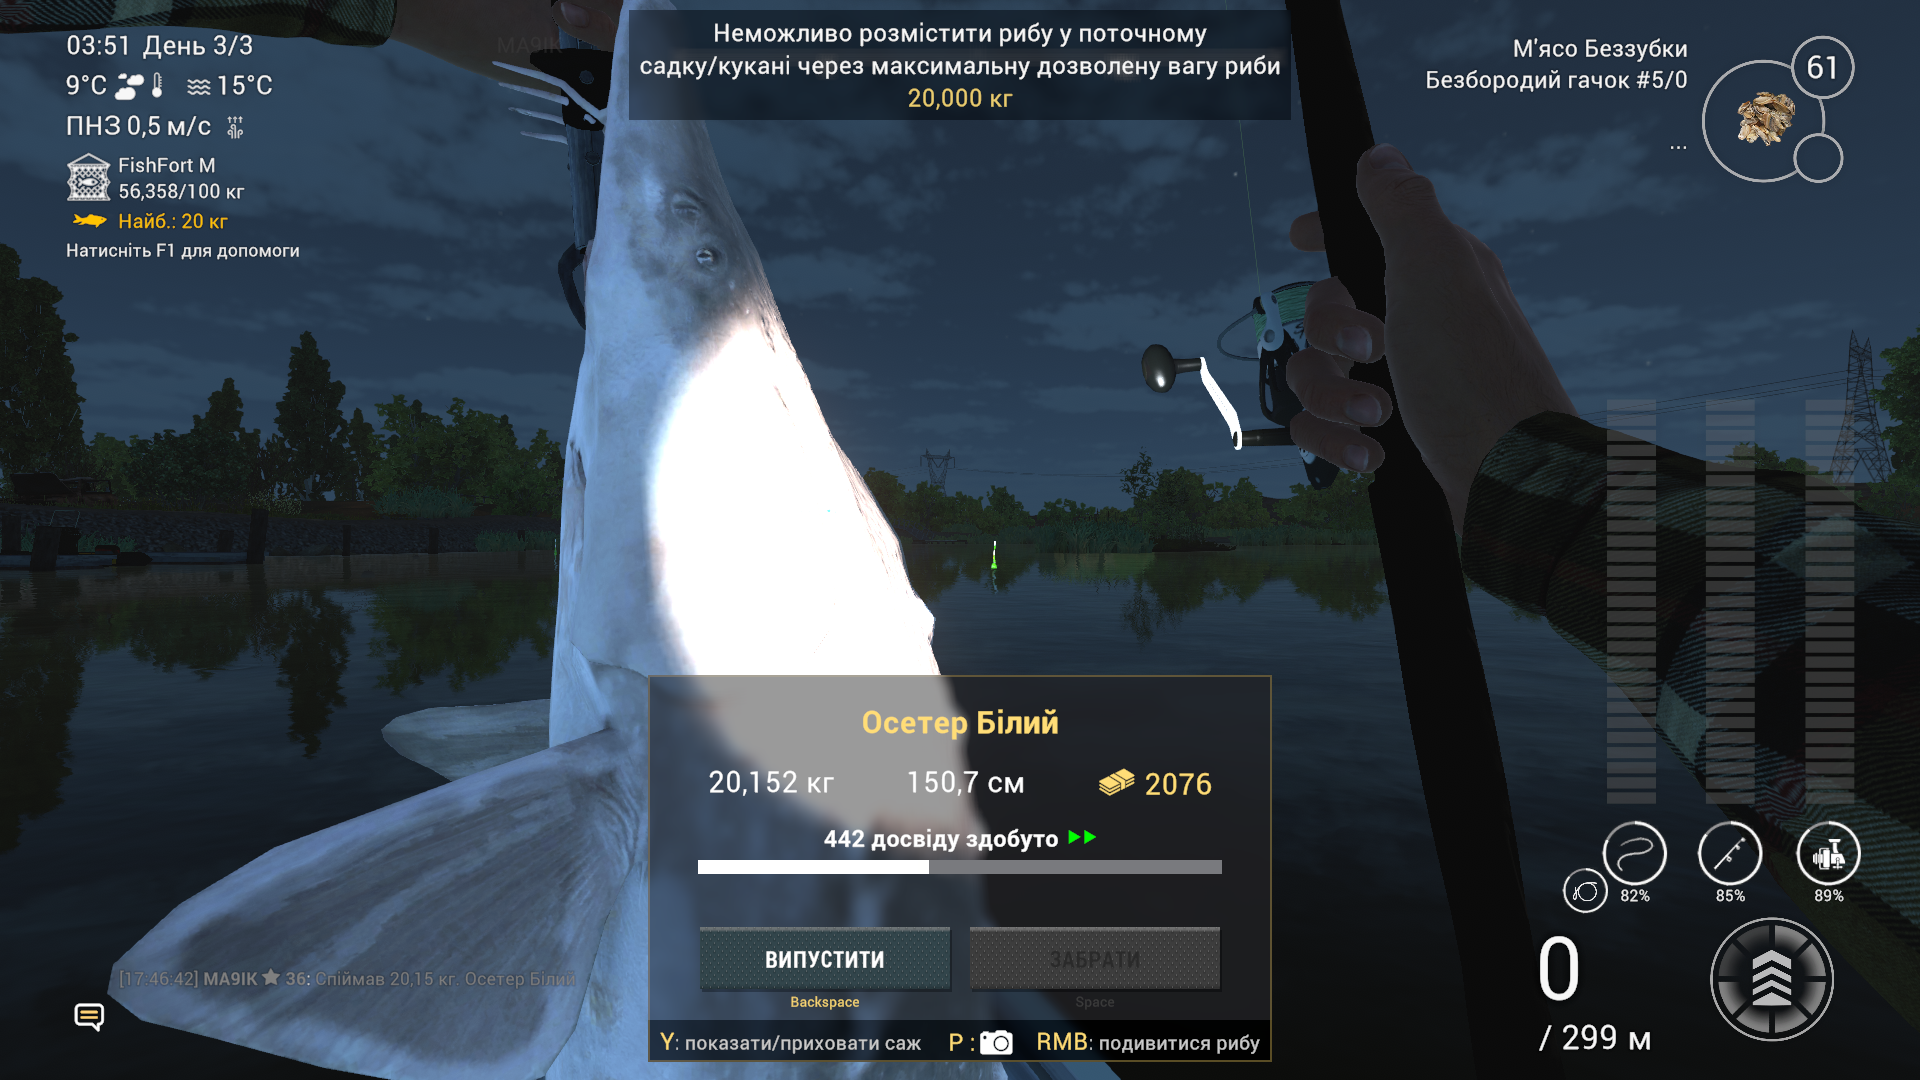 MA9IK
Неможливо розмістити рибу у поточному
садку/кукані через максимальну дозволену вагу риби
20,000 кг
03:51 День 3/3
9°C 15°C
ПНЗ 0,5 м/с
FishFort M
56,358/100 кг
Найб.: 20 кг
Натисніть F1 для допомоги
М'ясо Беззубки
Безбородий гачок #5/0
61
...
Осетер Білий
20,152 кг 150,7 см 2076
442 досвіду здобуто
ВИПУСТИТИ ЗАБРАТИ
Backspace Space
Y: показати/приховати саж P : RMB: подивитися рибу
[17:46:42] MA9IK 36: Спіймав 20,15 кг. Осетер Білий
82% 85% 89%
0
/ 299 м